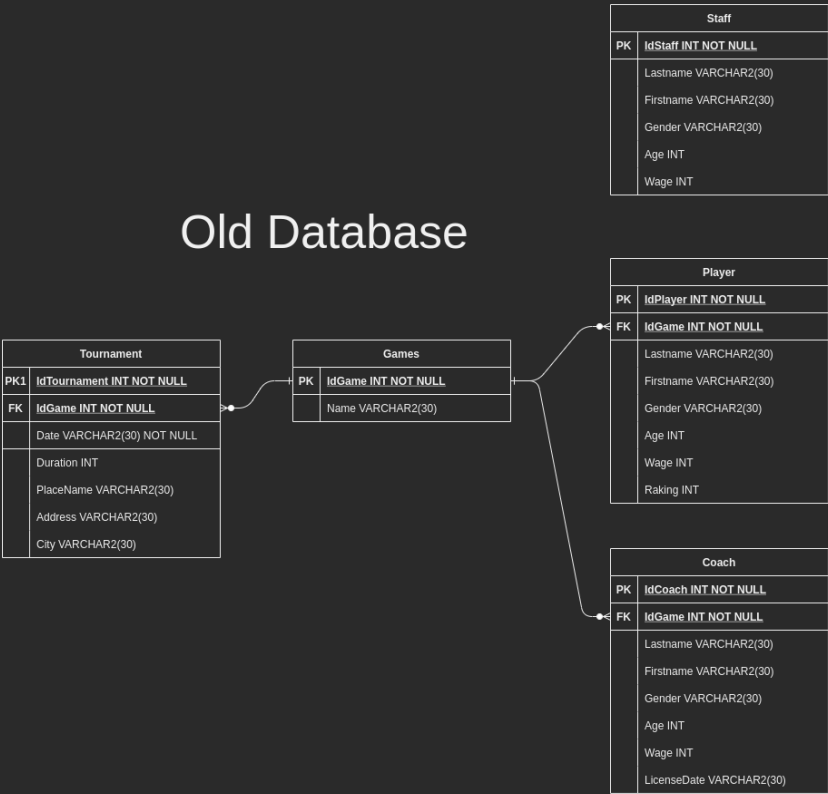 Staff
PK IdStaff INT NOT NULL
Lastname VARCHAR2(30)
Firstname VARCHAR2(30)
Gender VARCHAR2(30)
Age INT
Wage INT
Old Database
Player
PK IdPlayer INT NOT NULL
FK IdGame INT NOT NULL
Lastname VARCHAR2(30)
Firstname VARCHAR2(30)
Gender VARCHAR2(30)
Age INT
Wage INT
Raking INT
Tournament
PK1 IdTournament INT NOT NULL
FK IdGame INT NOT NULL
Date VARCHAR2(30) NOT NULL
Duration INT
PlaceName VARCHAR2(30)
Address VARCHAR2(30)
City VARCHAR2(30)
Games
PK IdGame INT NOT NULL
Name VARCHAR2(30)
Coach
PK IdCoach INT NOT NULL
FK IdGame INT NOT NULL
Lastname VARCHAR2(30)
Firstname VARCHAR2(30)
Gender VARCHAR2(30)
Age INT
Wage INT
LicenseDate VARCHAR2(30)